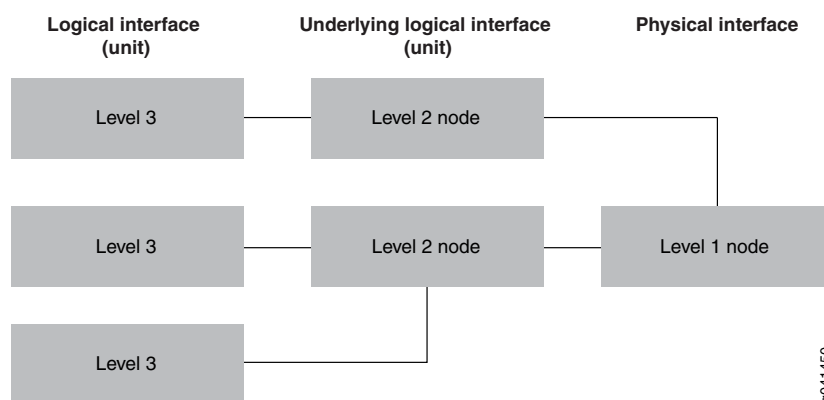 Logical interface
(unit)
Underlying logical interface
(unit)
Physical interface
Level 3
Level 2 node
Level 3
Level 2 node
Level 1 node
Level 3